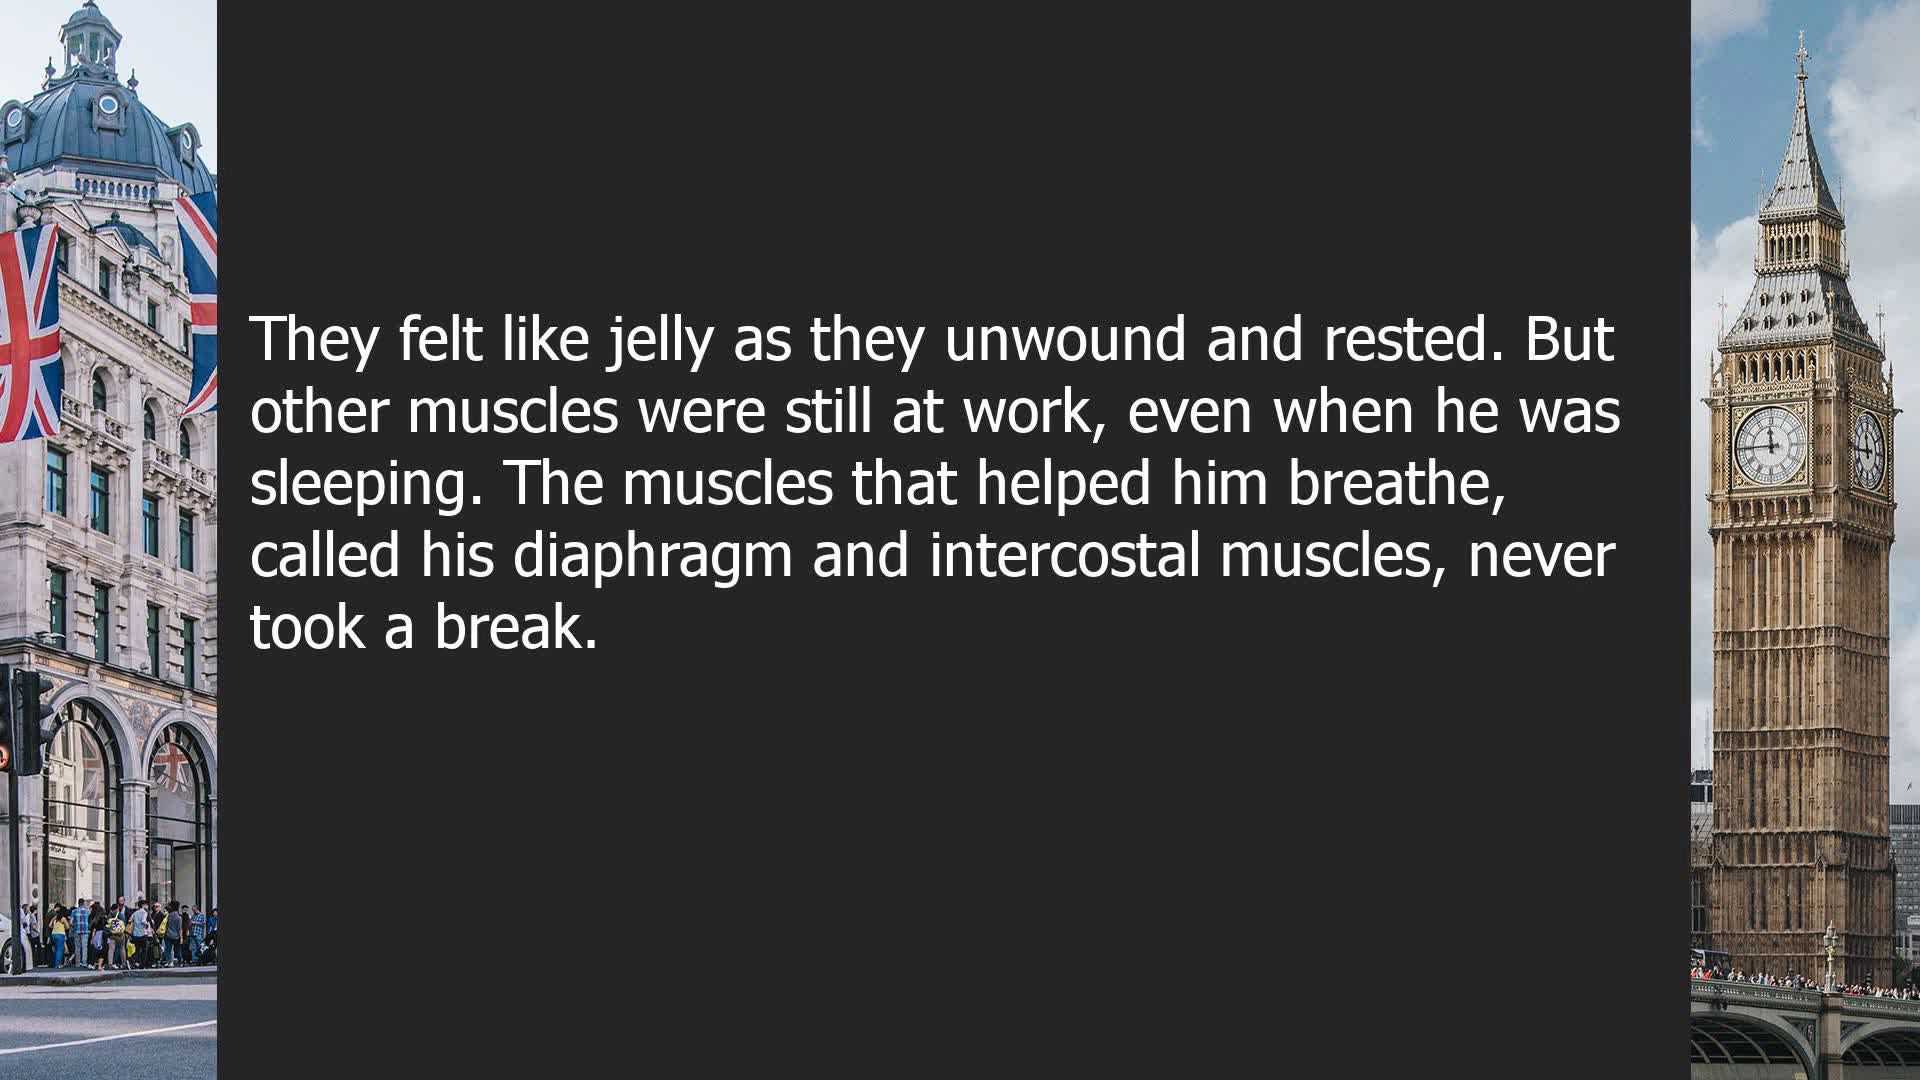 They felt like jelly as they unwound and rested. But
other muscles were still at work, even when he was
sleeping. The muscles that helped him breathe,
called his diaphragm and intercostal muscles, never
took a break.